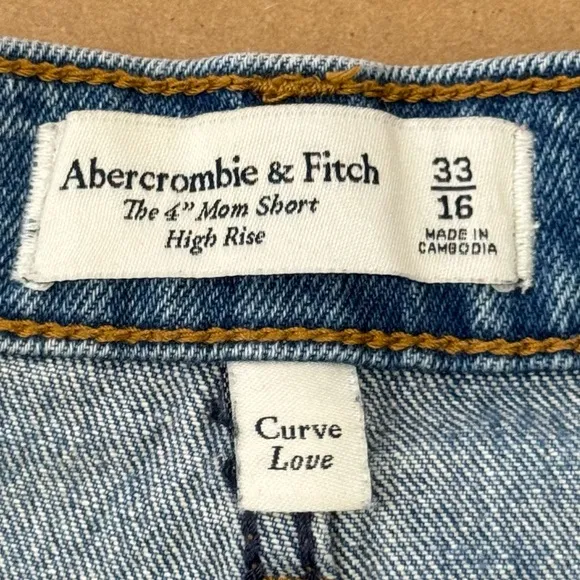 Abercrombie & Fitch
The 4" Mom Short
High Rise
33
16
MADE IN
CAMBODIA
Curve
Love